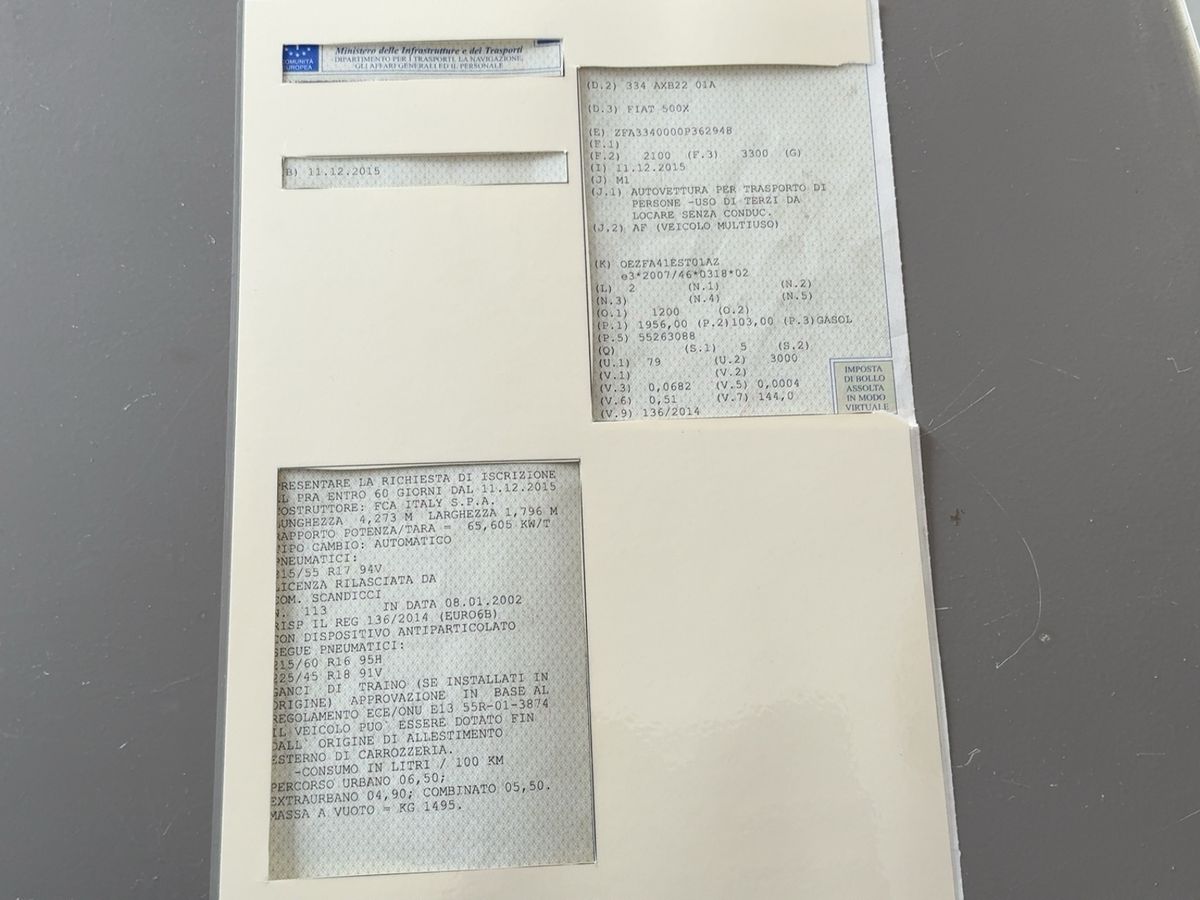 COMUNITÀ
EUROPEA
Ministero delle Infrastrutture e dei Trasporti
DIPARTIMENTO PER I TRASPORTI, LA NAVIGAZIONE,
GLI AFFARI GENERALI ED IL PERSONALE
B) 11.12.2015
RESENTARE LA RICHIESTA DI ISCRIZIONE
L PRA ENTRO 60 GIORNI DAL 11.12.2015
OSTRUTTORE: FCA ITALY S.P.A.
UNGHEZZA 4,273 M LARGHEZZA 1,796 M
RAPPORTO POTENZA/TARA = 65,605 KW/T
TIPO CAMBIO: AUTOMATICO
PNEUMATICI:
215/55 R17 94V
LICENZA RILASCIATA DA
COM. SCANDICCI
N. 113 IN DATA 08.01.2002
RISP IL REG 136/2014 (EURO6B)
CON DISPOSITIVO ANTIPARTICOLATO
SEGUE PNEUMATICI:
215/60 R16 95H
225/45 R18 91V
GANCI DI TRAINO (SE INSTALLATI IN
ORIGINE) APPROVAZIONE IN BASE AL
REGOLAMENTO ECE/ONU E13 55R-01-3874
IL VEICOLO PUO` ESSERE DOTATO FIN
DALL` ORIGINE DI ALLESTIMENTO
ESTERNO DI CARROZZERIA.
-CONSUMO IN LITRI / 100 KM
PERCORSO URBANO 06,50;
EXTRAURBANO 04,90; COMBINATO 05,50.
MASSA A VUOTO = KG 1495.
(D.2) 334 AXB22 01A
(D.3) FIAT 500X
(E) ZFA3340000P362948
(F.1)
(F.2) 2100 (F.3) 3300 (G)
(I) 11.12.2015
(J) M1
(J.1) AUTOVETTURA PER TRASPORTO DI
PERSONE -USO DI TERZI DA
LOCARE SENZA CONDUC.
(J.2) AF (VEICOLO MULTIUSO)
(K) OEZFA41EST01AZ
e3*2007/46*0318*02
(L) 2 (N.1) (N.2)
(N.3) (N.4) (N.5)
(O.1) 1200 (O.2)
(P.1) 1956,00 (P.2)103,00 (P.3)GASOL
(P.5) 55263088
(Q) (S.1) 5 (S.2)
(U.1) 79 (U.2) 3000
(V.1) (V.2)
(V.3) 0,0682 (V.5) 0,0004
(V.6) 0,51 (V.7) 144,0
(V.9) 136/2014
IMPOSTA
DI BOLLO
ASSOLTA
IN MODO
VIRTUALE